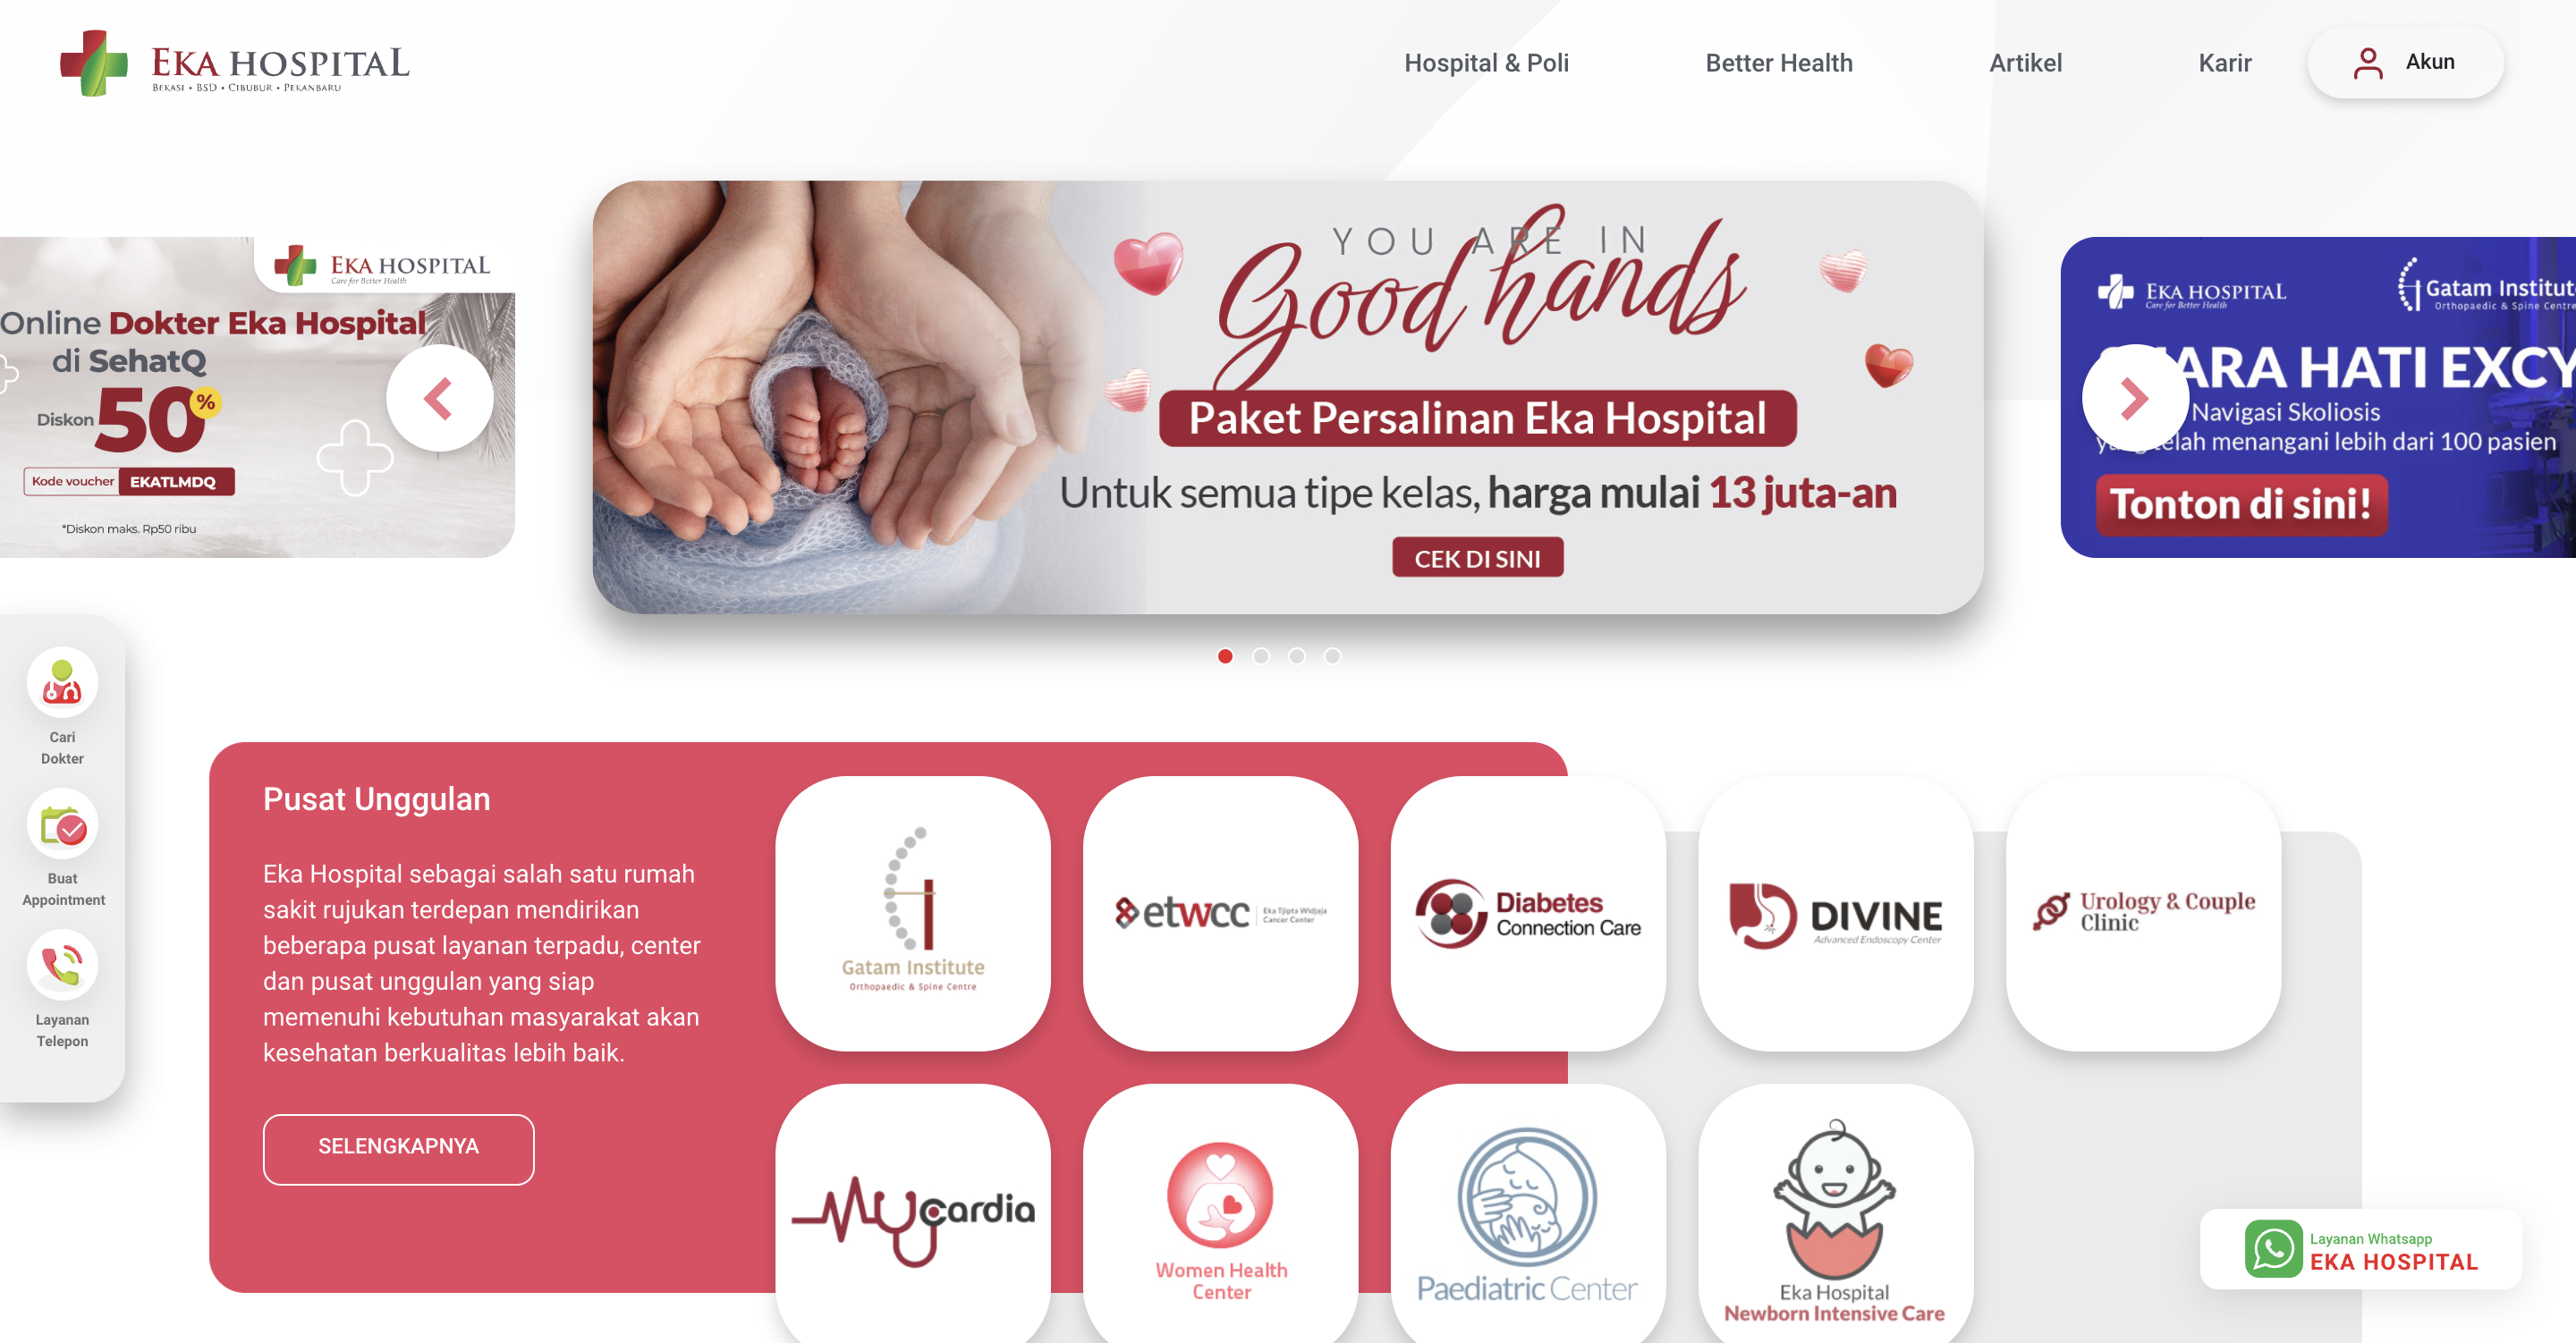 EKA HOSPITAL
BEKASI • BSD • CIBUBUR • PEKANBARU
Hospital & Poli
Better Health
Artikel
Karir
Akun
EKA HOSPITAL
Care for Better Health
Online Dokter Eka Hospital
di SehatQ
Diskon 50%
Kode voucher EKATLMDQ
*Diskon maks. Rp50 ribu
YOU ARE IN
Good hands
Paket Persalinan Eka Hospital
Untuk semua tipe kelas, harga mulai 13 juta-an
CEK DI SINI
EKA HOSPITAL
Care for Better Health
Gatam Institut
Orthopaedic & Spine Centre
ARA HATI EXCY
Navigasi Skoliosis
telah menangani lebih dari 100 pasien
Tonton di sini!
Cari
Dokter
Buat
Appointment
Layanan
Telepon
Pusat Unggulan
Eka Hospital sebagai salah satu rumah
sakit rujukan terdepan mendirikan
beberapa pusat layanan terpadu, center
dan pusat unggulan yang siap
memenuhi kebutuhan masyarakat akan
kesehatan berkualitas lebih baik.
SELENGKAPNYA
Gatam Institute
Orthopaedic & Spine Centre
etwcc
Eka Tjipta Widjaja
Cancer Center
Diabetes
Connection Care
DIVINE
Advanced Endoscopy Center
Urology & Couple
Clinic
MyCardia
Women Health
Center
Paediatric Center
Eka Hospital
Newborn Intensive Care
Layanan Whatsapp
EKA HOSPITAL